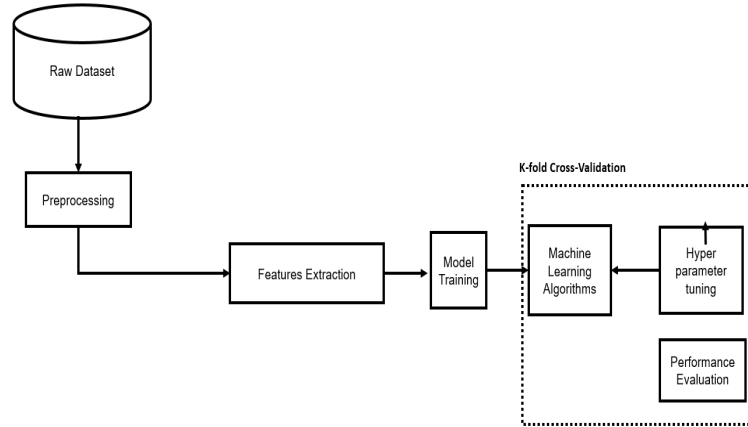 Raw Dataset
Preprocessing
Features Extraction
Model
Training
K-fold Cross-Validation
Machine
Learning
Algorithms
Hyper
parameter
tuning
Performance
Evaluation